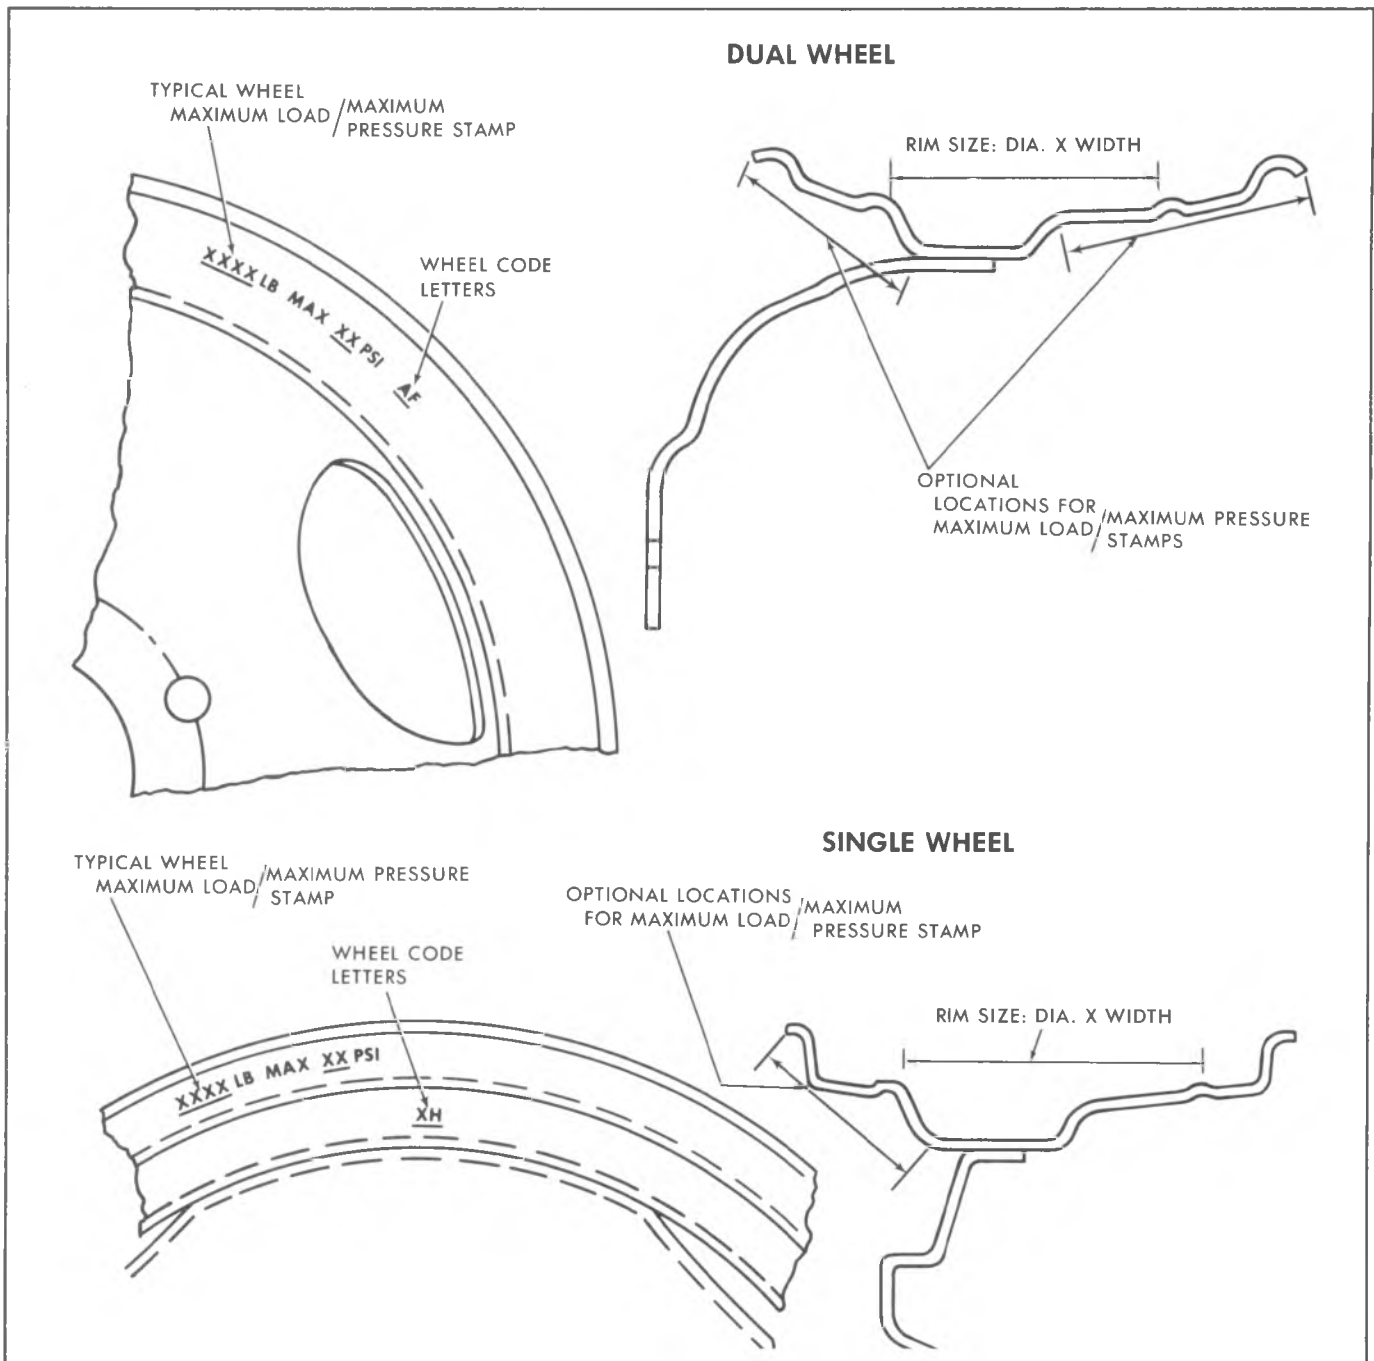 DUAL WHEEL
TYPICAL WHEEL
MAXIMUM LOAD/MAXIMUM
PRESSURE STAMP
RIM SIZE: DIA. X WIDTH
XXXX LB MAX XX PSI
AF
WHEEL CODE
LETTERS
OPTIONAL
LOCATIONS FOR
MAXIMUM LOAD/MAXIMUM PRESSURE
STAMPS
SINGLE WHEEL
TYPICAL WHEEL
MAXIMUM LOAD/MAXIMUM PRESSURE
STAMP
OPTIONAL LOCATIONS
FOR MAXIMUM LOAD/MAXIMUM
PRESSURE STAMP
WHEEL CODE
LETTERS
RIM SIZE: DIA. X WIDTH
XXXX LB MAX XX PSI
XH